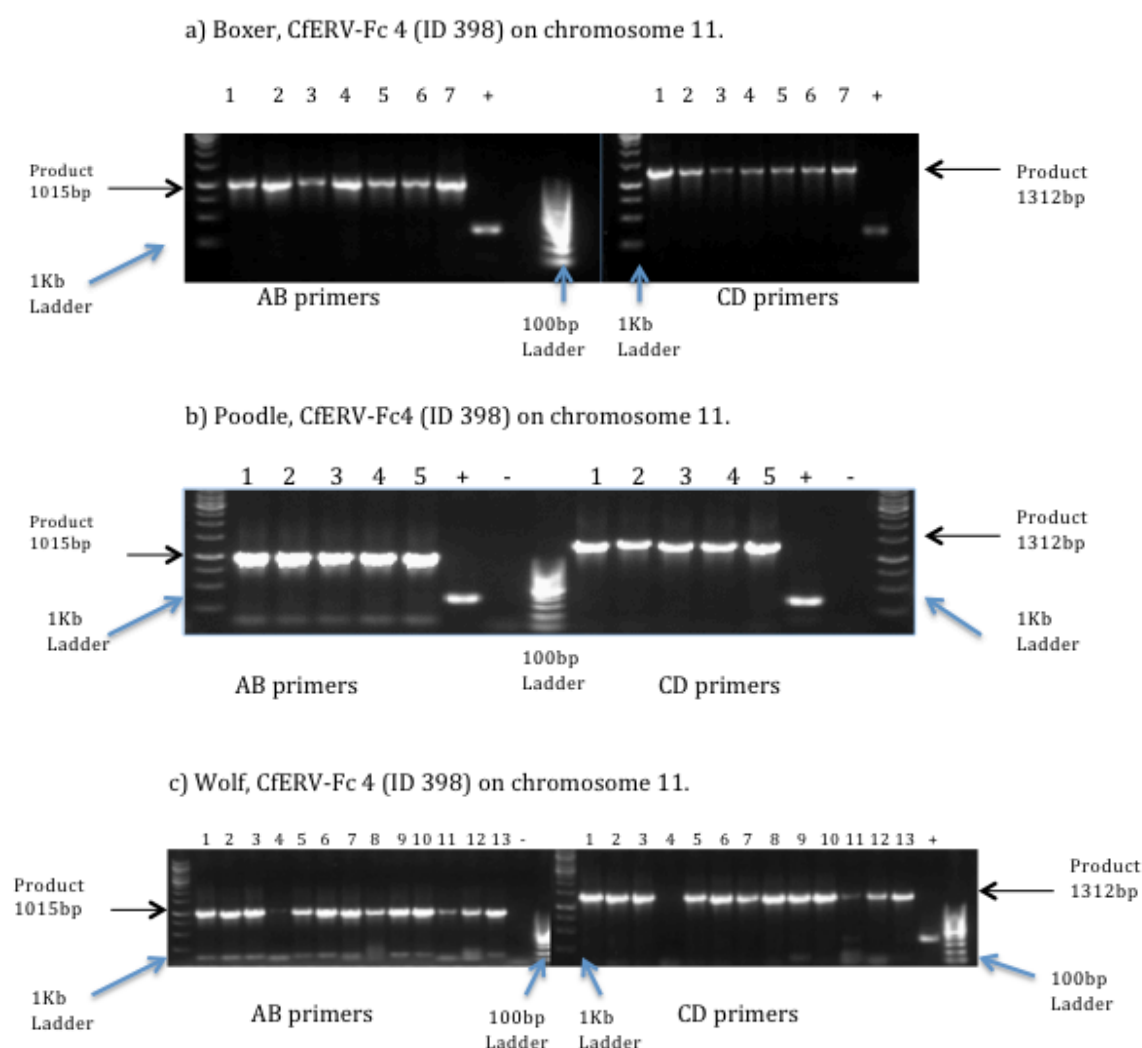 a) Boxer, CfERV-Fc 4 (ID 398) on chromosome 11.
1 2 3 4 5 6 7 + 1 2 3 4 5 6 7 +
Product
1015bp
Product
1312bp
1Kb
Ladder
AB primers
100bp
Ladder
1Kb
Ladder
CD primers
b) Poodle, CfERV-Fc4 (ID 398) on chromosome 11.
1 2 3 4 5 + - 1 2 3 4 5 + -
Product
1015bp
Product
1312bp
1Kb
Ladder
1Kb
Ladder
AB primers
100bp
Ladder
CD primers
c) Wolf, CfERV-Fc 4 (ID 398) on chromosome 11.
1 2 3 4 5 6 7 8 9 10 11 12 13 - 1 2 3 4 5 6 7 8 9 10 11 12 13 +
Product
1015bp
Product
1312bp
1Kb
Ladder
AB primers
100bp
Ladder
1Kb
Ladder
CD primers
100bp
Ladder